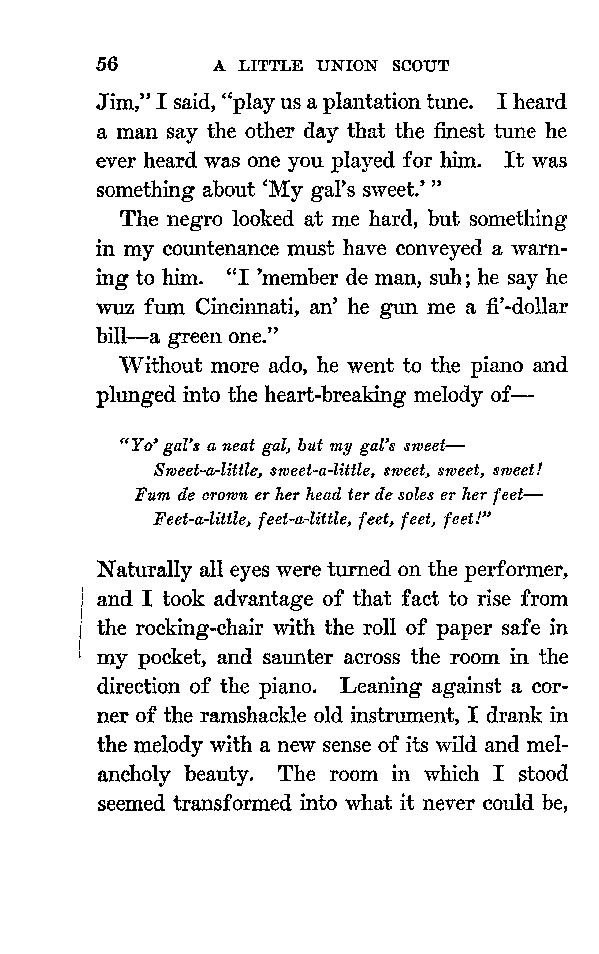 56 A LITTLE UNION SCOUT
Jim,” I said, “play us a plantation tune. I heard
a man say the other day that the finest tune he
ever heard was one you played for him. It was
something about ‘My gal’s sweet.’ ”
The negro looked at me hard, but something
in my countenance must have conveyed a warn-
ing to him. “I ’member de man, suh; he say he
wuz fum Cincinnati, an’ he gun me a fi’-dollar
bill—a green one.”
Without more ado, he went to the piano and
plunged into the heart-breaking melody of—
“Yo’ gal’s a neat gal, but my gal’s sweet—
Sweet-a-little, sweet-a-little, sweet, sweet, sweet!
Fum de crown er her head ter de soles er her feet—
Feet-a-little, feet-a-little, feet, feet, feet!”
Naturally all eyes were turned on the performer,
and I took advantage of that fact to rise from
the rocking-chair with the roll of paper safe in
my pocket, and saunter across the room in the
direction of the piano. Leaning against a cor-
ner of the ramshackle old instrument, I drank in
the melody with a new sense of its wild and mel-
ancholy beauty. The room in which I stood
seemed transformed into what it never could be,